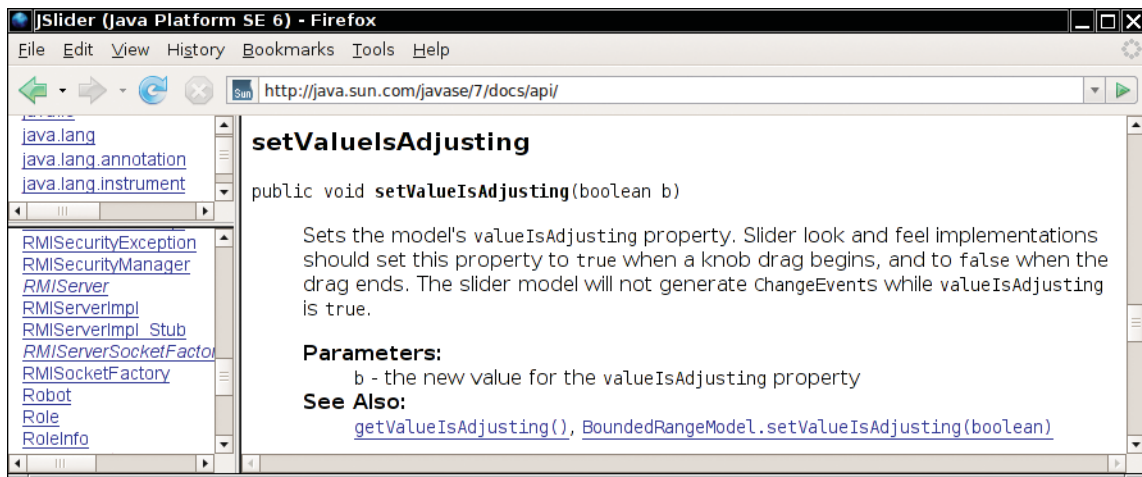 JSlider (Java Platform SE 6) - Firefox
File Edit View History Bookmarks Tools Help
Sun http://java.sun.com/javase/7/docs/api/
java.lang
java.lang.annotation
java.lang.instrument
RMISecurityException
RMISecurityManager
RMIServer
RMIServerImpl
RMIServerImpl_Stub
RMIServerSocketFactor
RMISocketFactory
Robot
Role
RoleInfo
setValueIsAdjusting
public void setValueIsAdjusting(boolean b)
Sets the model's valueIsAdjusting property. Slider look and feel implementations
should set this property to true when a knob drag begins, and to false when the
drag ends. The slider model will not generate ChangeEvents while valueIsAdjusting
is true.
Parameters:
b - the new value for the valueIsAdjusting property
See Also:
getValueIsAdjusting(), BoundedRangeModel.setValueIsAdjusting(boolean)